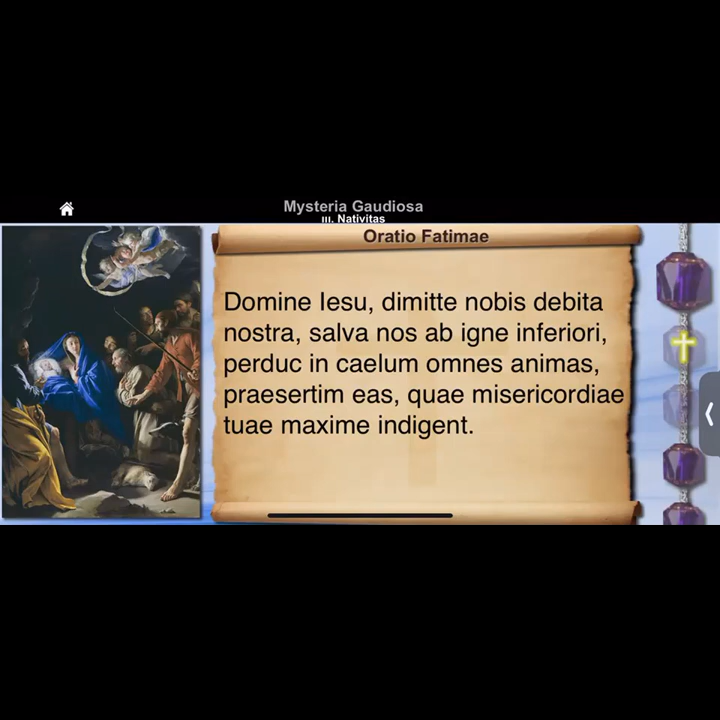 Mysteria Gaudiosa
III. Nativitas
Oratio Fatimae
Domine Iesu, dimitte nobis debita
nostra, salva nos ab igne inferiori,
perduc in caelum omnes animas,
praesertim eas, quae misericordiae
tuae maxime indigent.